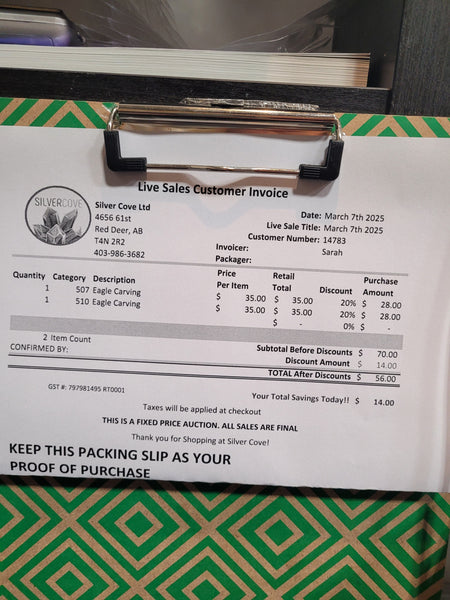 Live Sales Customer Invoice
SILVERCOVE
Silver Cove Ltd
4656 61st
Red Deer, AB
T4N 2R2
403-986-3682
Date: March 7th 2025
Live Sale Title: March 7th 2025
Customer Number: 14783
Invoicer: Sarah
Packager:
Quantity Category Description Price Per Item Retail Total Discount Purchase Amount
1 507 Eagle Carving $ 35.00 $ 35.00 20% $ 28.00
1 510 Eagle Carving $ 35.00 $ 35.00 20% $ 28.00
$ - 0% $ -
2 Item Count
CONFIRMED BY:
Subtotal Before Discounts $ 70.00
Discount Amount $ 14.00
TOTAL After Discounts $ 56.00
GST #: 797981495 RT0001
Your Total Savings Today!! $ 14.00
Taxes will be applied at checkout
THIS IS A FIXED PRICE AUCTION. ALL SALES ARE FINAL
Thank you for Shopping at Silver Cove!
KEEP THIS PACKING SLIP AS YOUR
PROOF OF PURCHASE